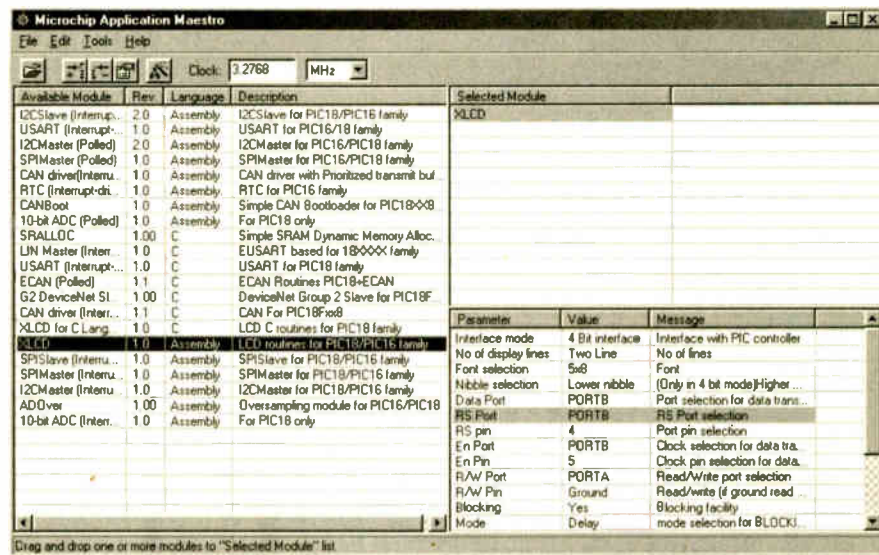 Microchip Application Maestro
File Edit Tools Help
Clock: 3.2768 MHz
Available Module Rev Language Description
I2CSlave (Interrup... 2.0 Assembly I2CSlave for PIC18/PIC16 family
USART (Interrupt-... 1.0 Assembly USART for PIC16/18 family
I2CMaster (Polled) 2.0 Assembly I2CMaster for PIC16/PIC18 family
SPIMaster (Polled) 1.0 Assembly SPIMaster for PIC16/PIC18 family
CAN driver(Interru... 1.0 Assembly CAN driver with Prioritized transmit buf...
RTC (Interrupt-dri... 1.0 Assembly RTC for PIC16 family
CANBoot 1.0 Assembly Simple CAN Bootloader for PIC18XX8
10-bit ADC (Polled) 1.0 Assembly For PIC18 only
SRALLOC 1.00 C Simple SRAM Dynamic Memory Alloc...
LIN Master (Interr... 1.0 C EUSART based for 18XXXX family
USART (Interrupt-... 1.0 C USART for PIC18 family
ECAN (Polled) 1.1 C ECAN Routines PIC18+ECAN
G2 DeviceNet Sl... 1.00 C DeviceNet Group 2 Slave for PIC18F...
CAN driver (Interr... 1.1 C CAN For PIC18Fxx8
XLCD for C Lang... 1.0 C LCD C routines for PIC18 family
XLCD 1.0 Assembly LCD routines for PIC18/PIC16 family
SPISlave (Interru... 1.0 Assembly SPISlave for PIC18/PIC16 family
SPIMaster (Interru... 1.0 Assembly SPIMaster for PIC18/PIC16 family
I2CMaster (Interru... 1.0 Assembly I2CMaster for PIC18/PIC16 family
ADOver 1.00 Assembly Oversampling module for PIC16/PIC18
10-bit ADC (Interr... 1.0 Assembly For PIC18 only
Selected Module
XLCD
Parameter Value Message
Interface mode 4 Bit interface Interface with PIC controller
No of display lines Two Line No of lines
Font selection 5x8 Font
Nibble selection Lower nibble (Only in 4 bit mode)Higher ...
Data Port PORTB Port selection for data trans...
RS Port PORTB RS Port selection
RS pin 4 Port pin selection
En Port PORTB Clock selection for data tra...
En Pin 5 Clock pin selection for data...
R/W Port PORTA Read/Write port selection
R/W Pin Ground Read/write (if ground read ...
Blocking Yes Blocking facility
Mode Delay mode selection for BLOCKI...
Drag and drop one or more modules to "Selected Module" list